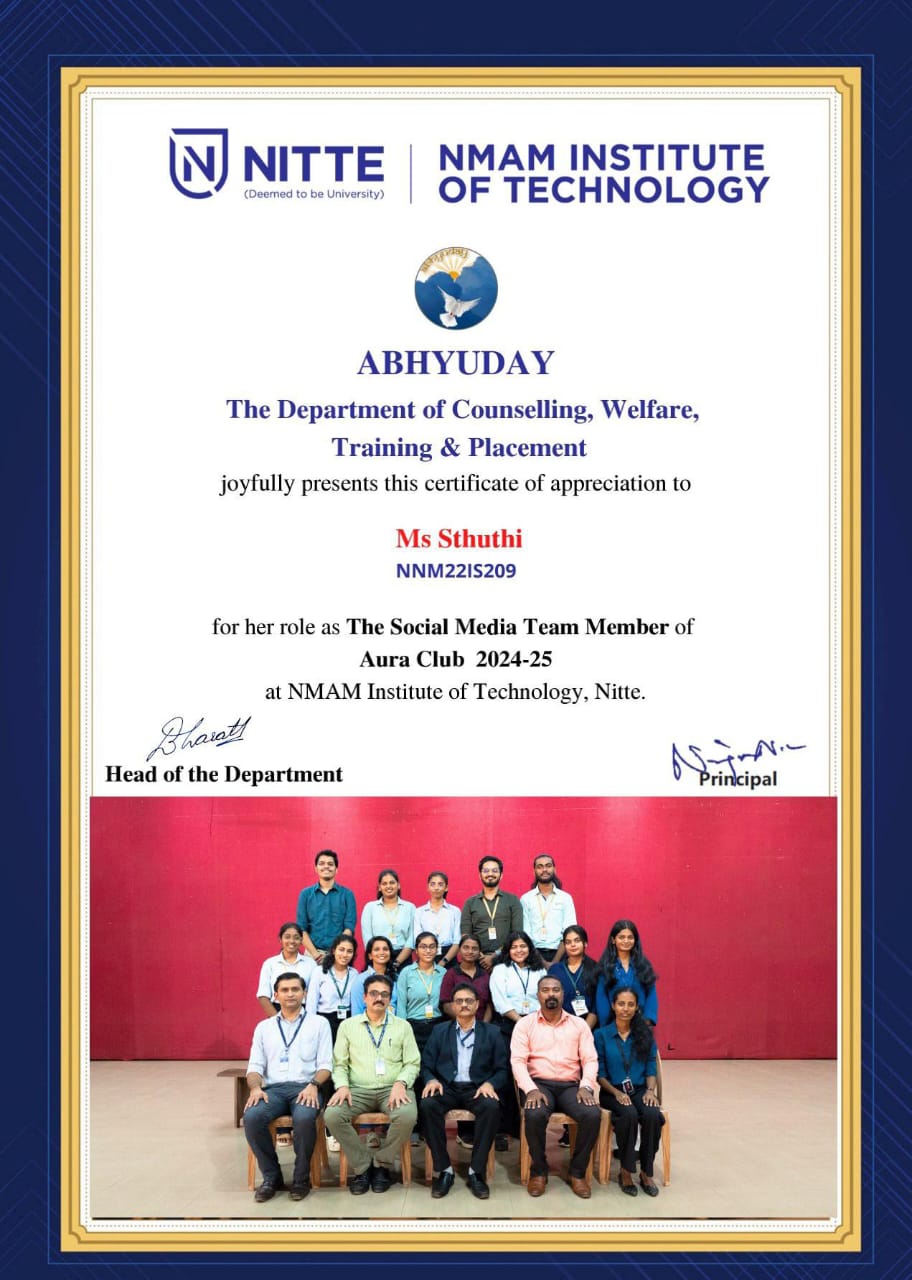 NITTE
(Deemed to be University)
NMAM INSTITUTE
OF TECHNOLOGY
abhyuday
ABHYUDAY
The Department of Counselling, Welfare,
Training & Placement
joyfully presents this certificate of appreciation to
Ms Sthuthi
NNM22IS209
for her role as The Social Media Team Member of
Aura Club 2024-25
at NMAM Institute of Technology, Nitte.
Bharath
Head of the Department
Principal